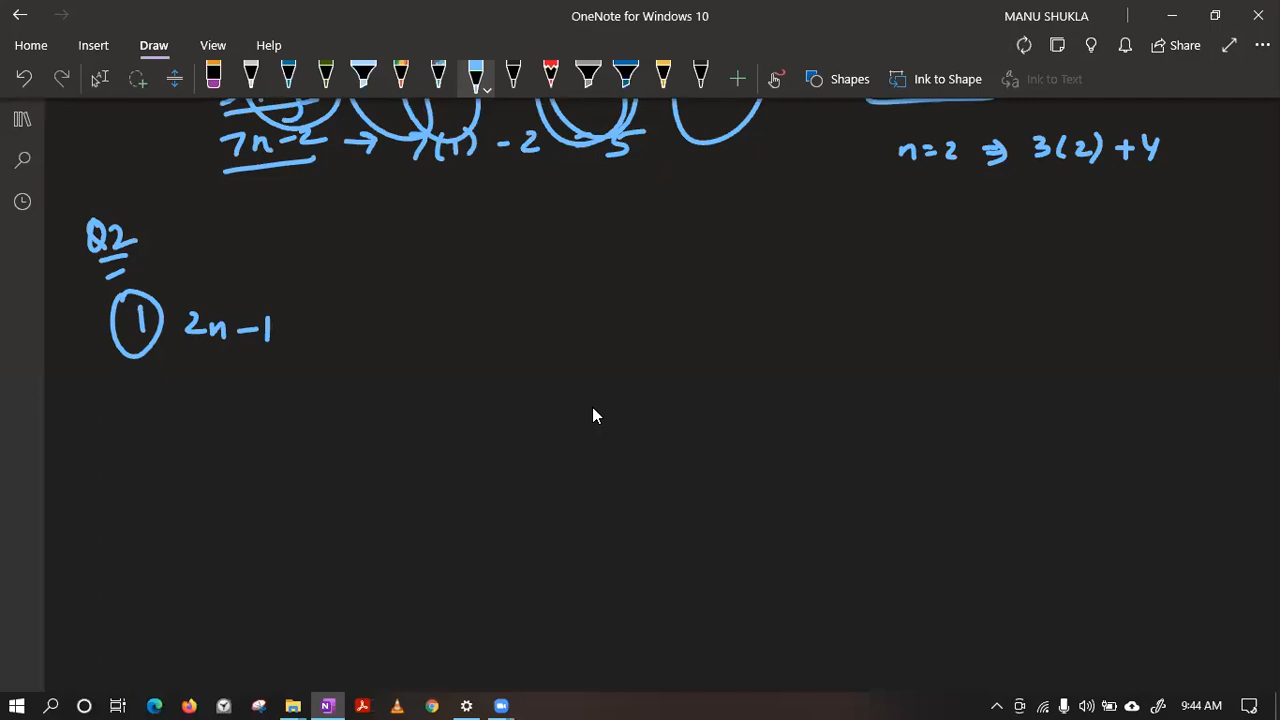 OneNote for Windows 10
MANU SHUKLA
Home Insert Draw View Help
Share
Shapes
Ink to Shape
Ink to Text
7n-2 → 7(1) - 2 5
n=2 ⇒ 3(2) + 4
Q2
1 2n-1
9:44 AM